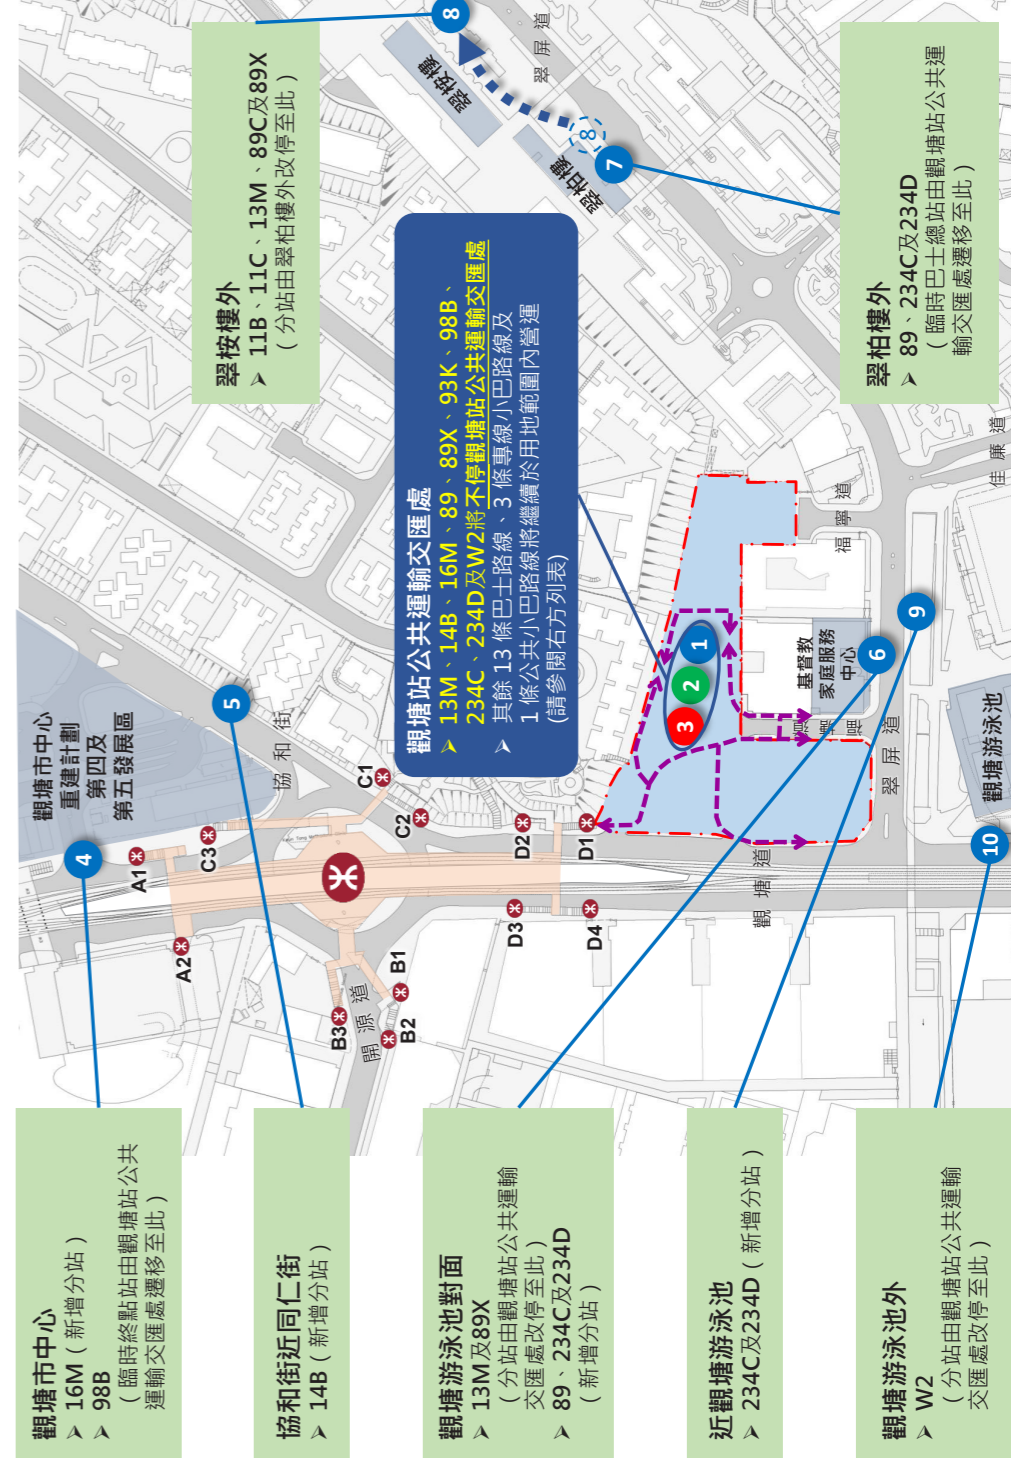 觀塘市中心
➤ 16M（新增分站）
➤ 98B
（臨時終點站由觀塘站公共
運輸交匯處遷移至此）
協和街近同仁街
➤ 14B（新增分站）
觀塘游泳池對面
➤ 13M及89X
（分站由觀塘站公共運輸
交匯處改停至此）
➤ 89、234C及234D
（新增分站）
近觀塘游泳池
➤ 234C及234D（新增分站）
觀塘游泳池外
➤ W2
（分站由觀塘站公共運輸
交匯處改停至此）
觀塘市中心
重建計劃
第四及
第五發展區
4
5
協和街
A1
A2
C3
C1
C2
B3
B1
B2
開源道
D2
D1
D3
D4
觀塘道
觀塘站公共運輸交匯處
➤ 13M、14B、16M、89、89X、93K、98B、
234C、234D及W2將不停觀塘站公共運輸交匯處
➤ 其餘 13 條巴士路線、3 條專線小巴路線及
1 條公共小巴路線將繼續於用地範圍內營運
(請參閱右方列表)
3
2
1
基督教
家庭服務
中心
6
福寧道
翠屏道
9
觀塘游泳池
10
佳廉道
翠桉樓外
➤ 11B、11C、13M、89C及89X
（分站由翠柏樓外改停至此）
翠桉樓
8
翠屏道
翠柏樓
8
7
翠柏樓外
➤ 89、234C及234D
（臨時巴士總站由觀塘站公共運
輸交匯處遷移至此）